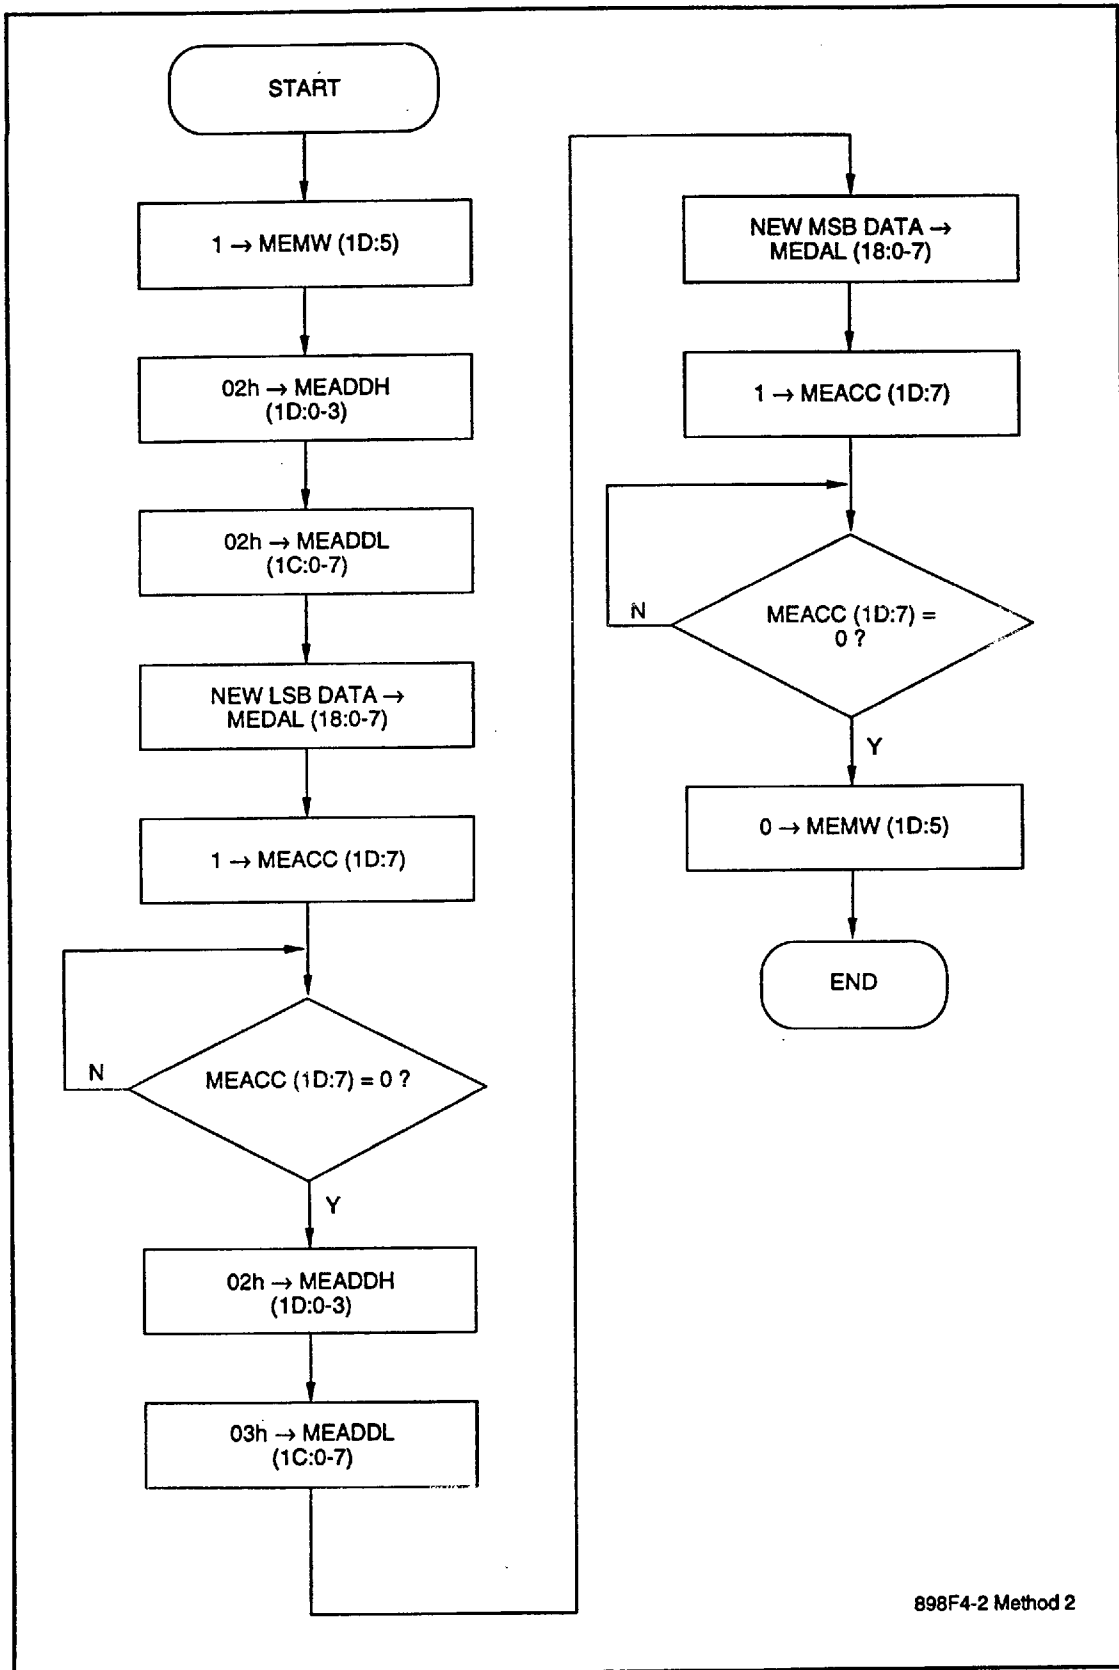 START
1 → MEMW (1D:5)
02h → MEADDH
(1D:0-3)
02h → MEADDL
(1C:0-7)
NEW LSB DATA →
MEDAL (18:0-7)
1 → MEACC (1D:7)
MEACC (1D:7) = 0 ?
N
Y
02h → MEADDH
(1D:0-3)
03h → MEADDL
(1C:0-7)
NEW MSB DATA →
MEDAL (18:0-7)
1 → MEACC (1D:7)
MEACC (1D:7) =
0 ?
N
Y
0 → MEMW (1D:5)
END
898F4-2 Method 2